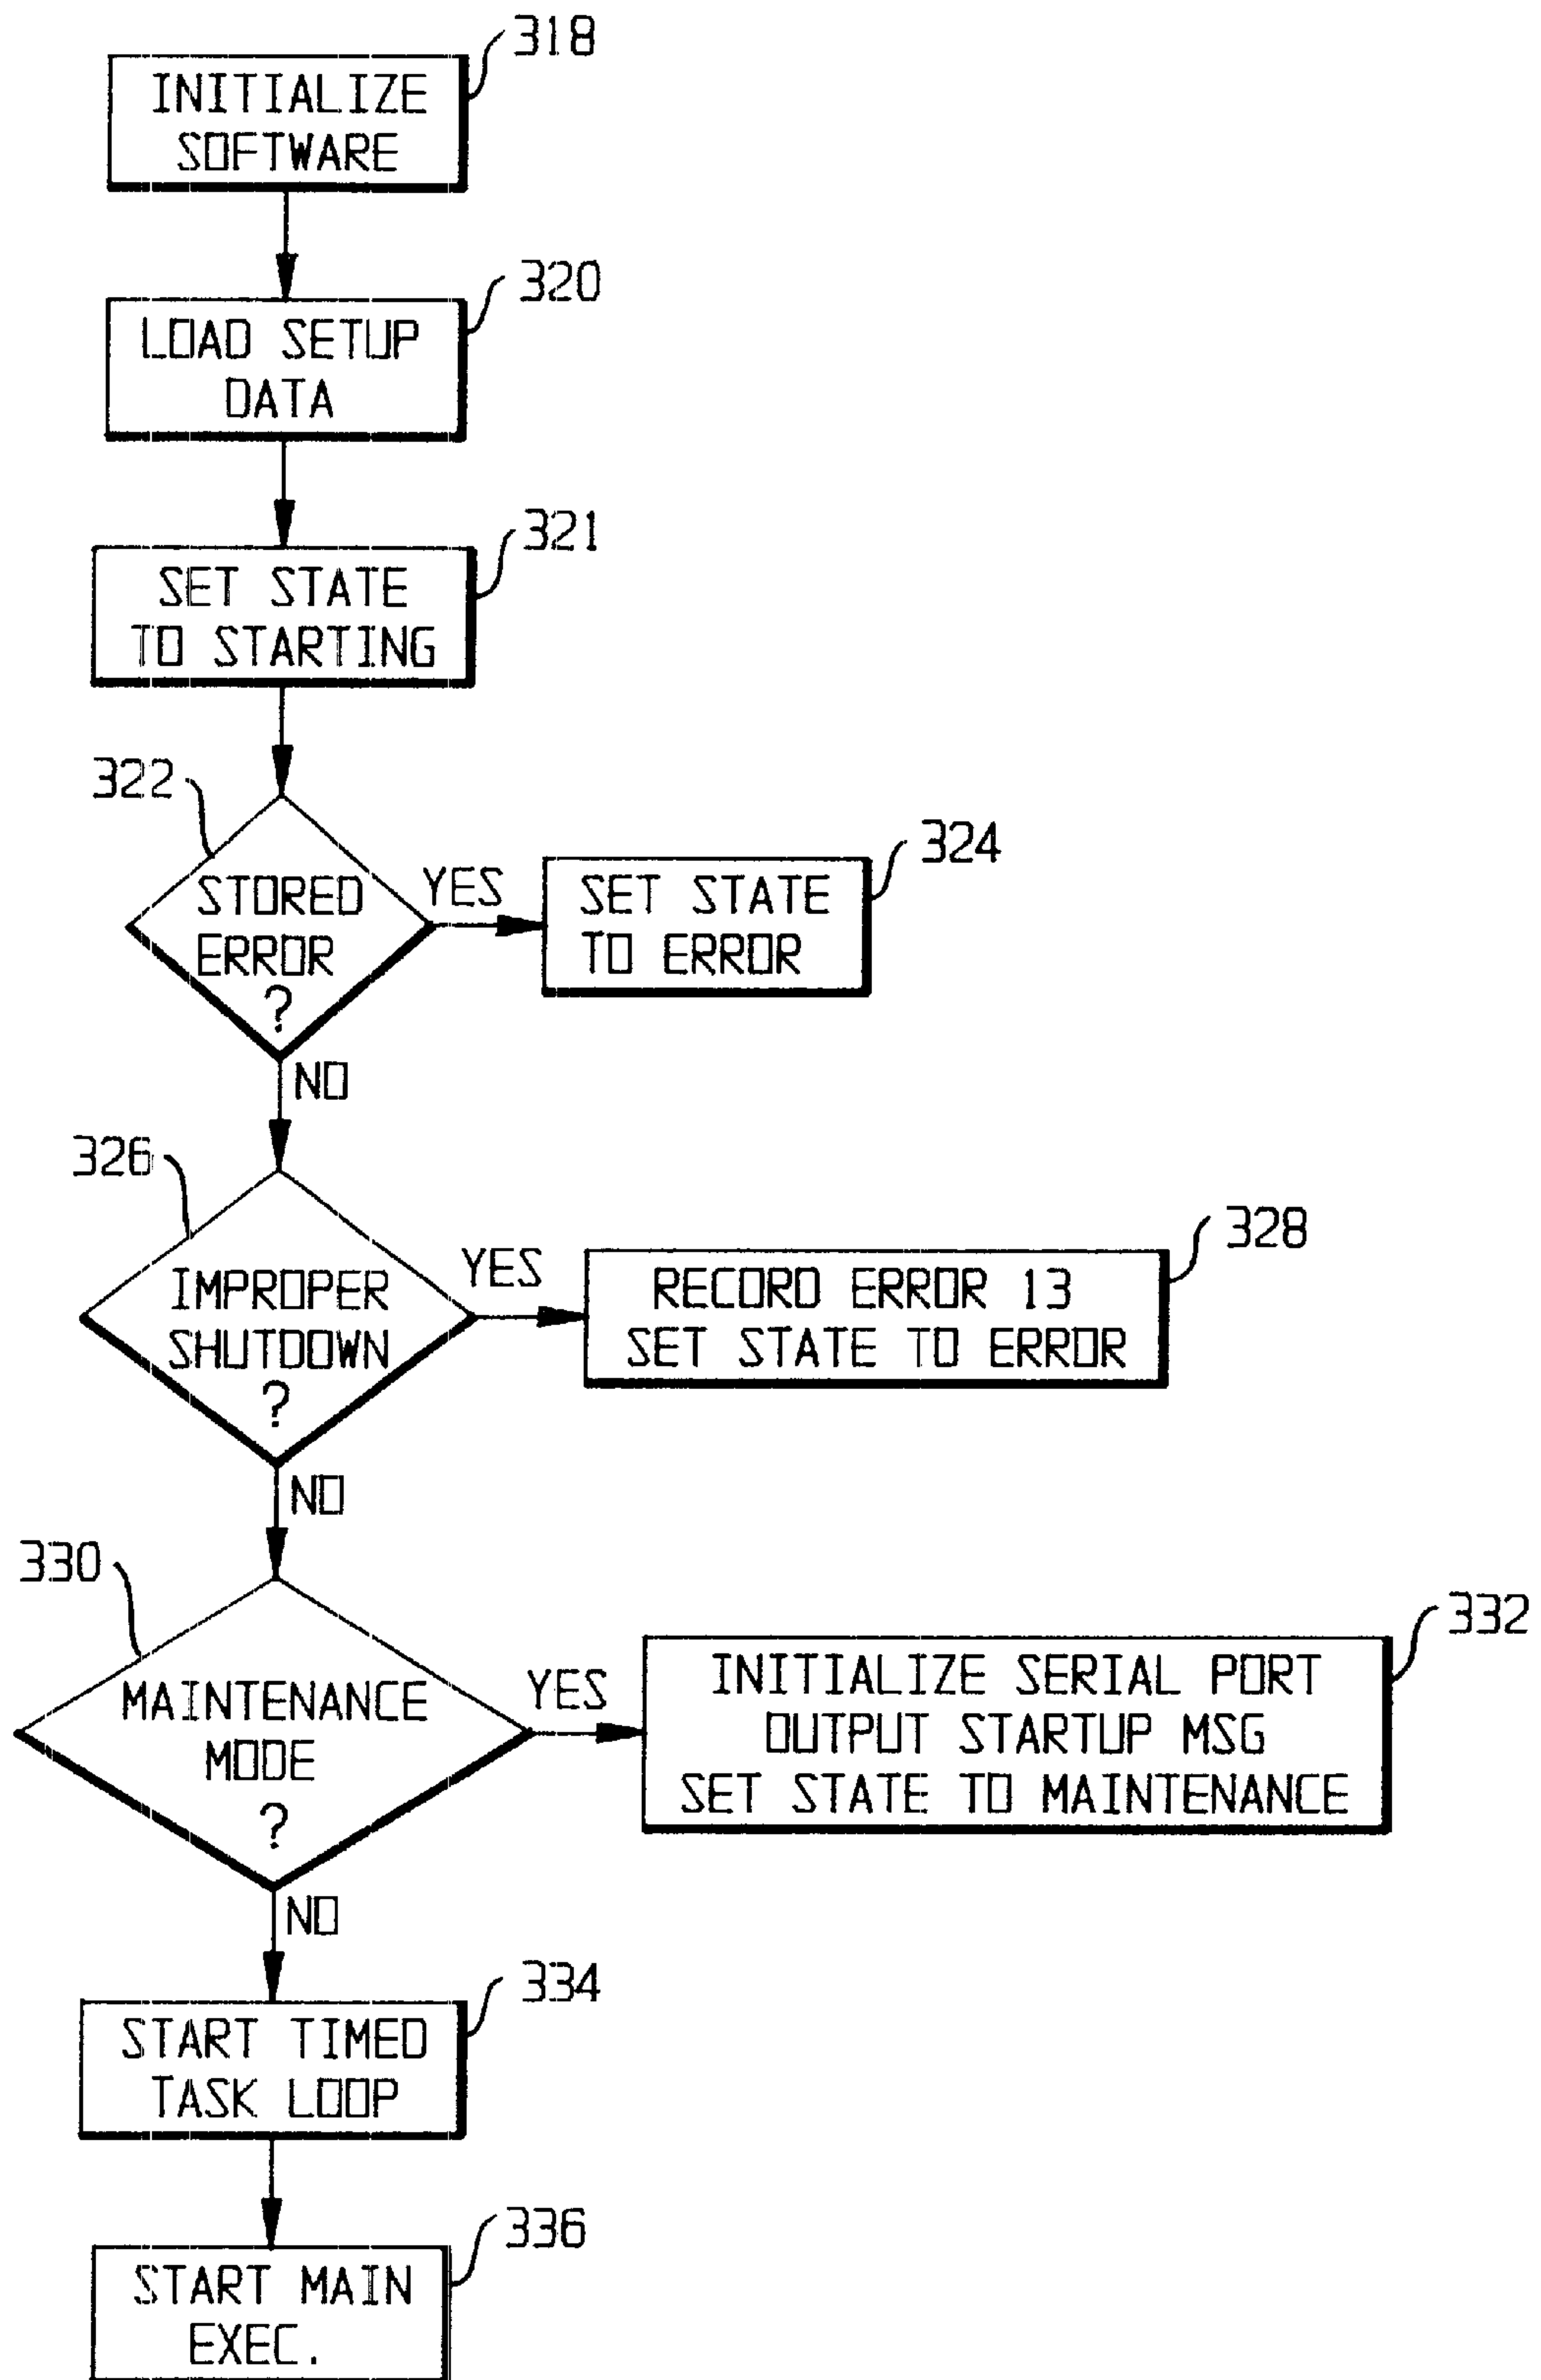 318
INITIALIZE
SOFTWARE
320
LOAD SETUP
DATA
321
SET STATE
TO STARTING
322
STORED
ERROR
?
YES
324
SET STATE
TO ERROR
NO
326
IMPROPER
SHUTDOWN
?
YES
328
RECORD ERROR 13
SET STATE TO ERROR
NO
330
MAINTENANCE
MODE
?
YES
332
INITIALIZE SERIAL PORT
OUTPUT STARTUP MSG
SET STATE TO MAINTENANCE
NO
334
START TIMED
TASK LOOP
336
START MAIN
EXEC.